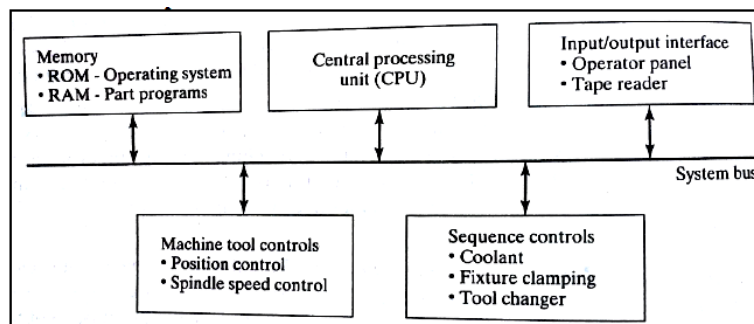 Memory
• ROM - Operating system
• RAM - Part programs
Central processing
unit (CPU)
Input/output interface
• Operator panel
• Tape reader
System bus
Machine tool controls
• Position control
• Spindle speed control
Sequence controls
• Coolant
• Fixture clamping
• Tool changer